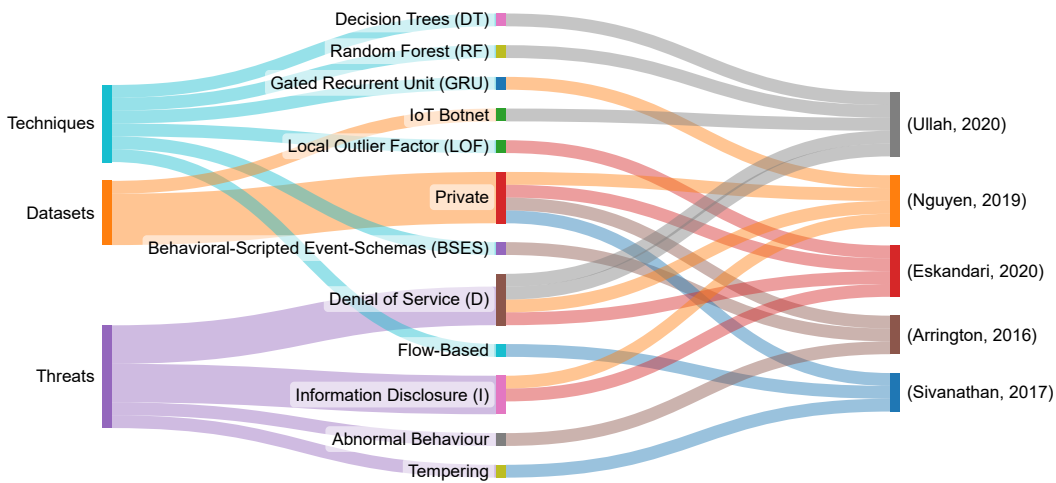 Techniques
Datasets
Threats
Decision Trees (DT)
Random Forest (RF)
Gated Recurrent Unit (GRU)
IoT Botnet
Local Outlier Factor (LOF)
Private
Behavioral-Scripted Event-Schemas (BSES)
Denial of Service (D)
Flow-Based
Information Disclosure (I)
Abnormal Behaviour
Tempering
(Ullah, 2020)
(Nguyen, 2019)
(Eskandari, 2020)
(Arrington, 2016)
(Sivanathan, 2017)